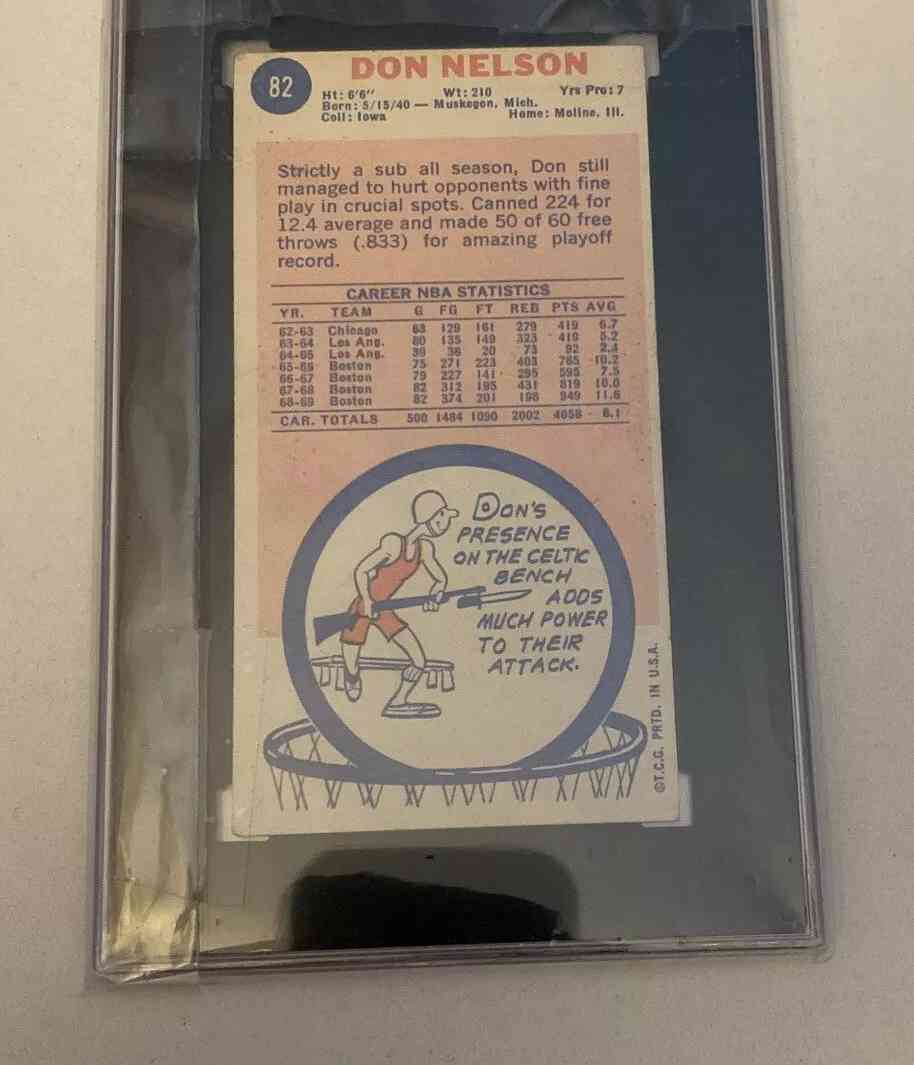 82
DON NELSON
Ht: 6'6" Wt: 210 Yrs Pro: 7
Born: 5/15/40 — Muskegon, Mich.
Coll: Iowa Home: Moline, Ill.
Strictly a sub all season, Don still
managed to hurt opponents with fine
play in crucial spots. Canned 224 for
12.4 average and made 50 of 60 free
throws (.833) for amazing playoff
record.
CAREER NBA STATISTICS
YR. TEAM G FG FT REB PTS AVG
62-63 Chicago 63 129 161 279 419 6.7
63-64 Los Ang. 80 135 149 323 419 5.2
64-65 Los Ang. 39 36 20 73 92 2.4
65-66 Boston 75 271 223 403 765 10.2
66-67 Boston 79 227 141 295 595 7.5
67-68 Boston 82 312 195 431 819 10.0
68-69 Boston 82 374 201 198 949 11.6
CAR. TOTALS 500 1484 1090 2002 4058 8.1
DON'S
PRESENCE
ON THE CELTIC
BENCH
ADDS
MUCH POWER
TO THEIR
ATTACK.
©T.C.G. PRTD. IN U.S.A.